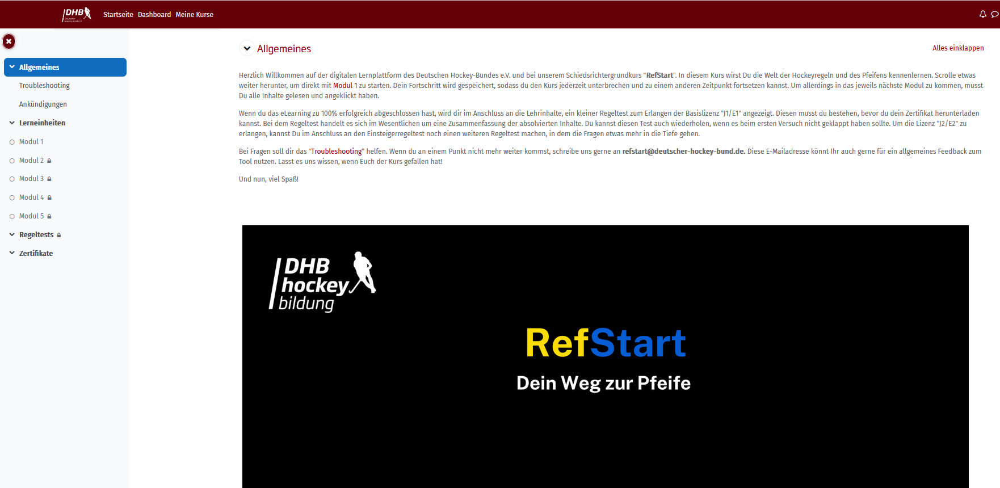 DHB
Deutscher
Hockey-Bund e.V.
Startseite Dashboard Meine Kurse
Allgemeines
Troubleshooting
Ankündigungen
Lerneinheiten
Modul 1
Modul 2
Modul 3
Modul 4
Modul 5
Regeltests
Zertifikate
Allgemeines
Alles einklappen
Herzlich Willkommen auf der digitalen Lernplattform des Deutschen Hockey-Bundes e.V. und bei unserem Schiedsrichtergrundkurs "RefStart". In diesem Kurs wirst Du die Welt der Hockeyregeln und des Pfeifens kennenlernen. Scrolle etwas
weiter herunter, um direkt mit Modul 1 zu starten. Dein Fortschritt wird gespeichert, sodass du den Kurs jederzeit unterbrechen und zu einem anderen Zeitpunkt fortsetzen kannst. Um allerdings in das jeweils nächste Modul zu kommen, musst
Du alle Inhalte gelesen und angeklickt haben.
Wenn du das eLearning zu 100% erfolgreich abgeschlossen hast, wird dir im Anschluss an die Lehrinhalte, ein kleiner Regeltest zum Erlangen der Basislizenz "J1/E1" angezeigt. Diesen musst du bestehen, bevor du dein Zertifikat herunterladen
kannst. Bei dem Regeltest handelt es sich im Wesentlichen um eine Zusammenfassung der absolvierten Inhalte. Du kannst diesen Test auch wiederholen, wenn es beim ersten Versuch nicht geklappt haben sollte. Um die Lizenz "J2/E2" zu
erlangen, kannst Du im Anschluss an den Einsteigerregeltest noch einen weiteren Regeltest machen, in dem die Fragen etwas mehr in die Tiefe gehen.
Bei Fragen soll dir das "Troubleshooting" helfen. Wenn du an einem Punkt nicht mehr weiter kommst, schreibe uns gerne an refstart@deutscher-hockey-bund.de. Diese E-Mailadresse könnt Ihr auch gerne für ein allgemeines Feedback zum
Tool nutzen. Lasst es uns wissen, wenn Euch der Kurs gefallen hat!
Und nun, viel Spaß!
DHB
hockey
bildung
RefStart
Dein Weg zur Pfeife